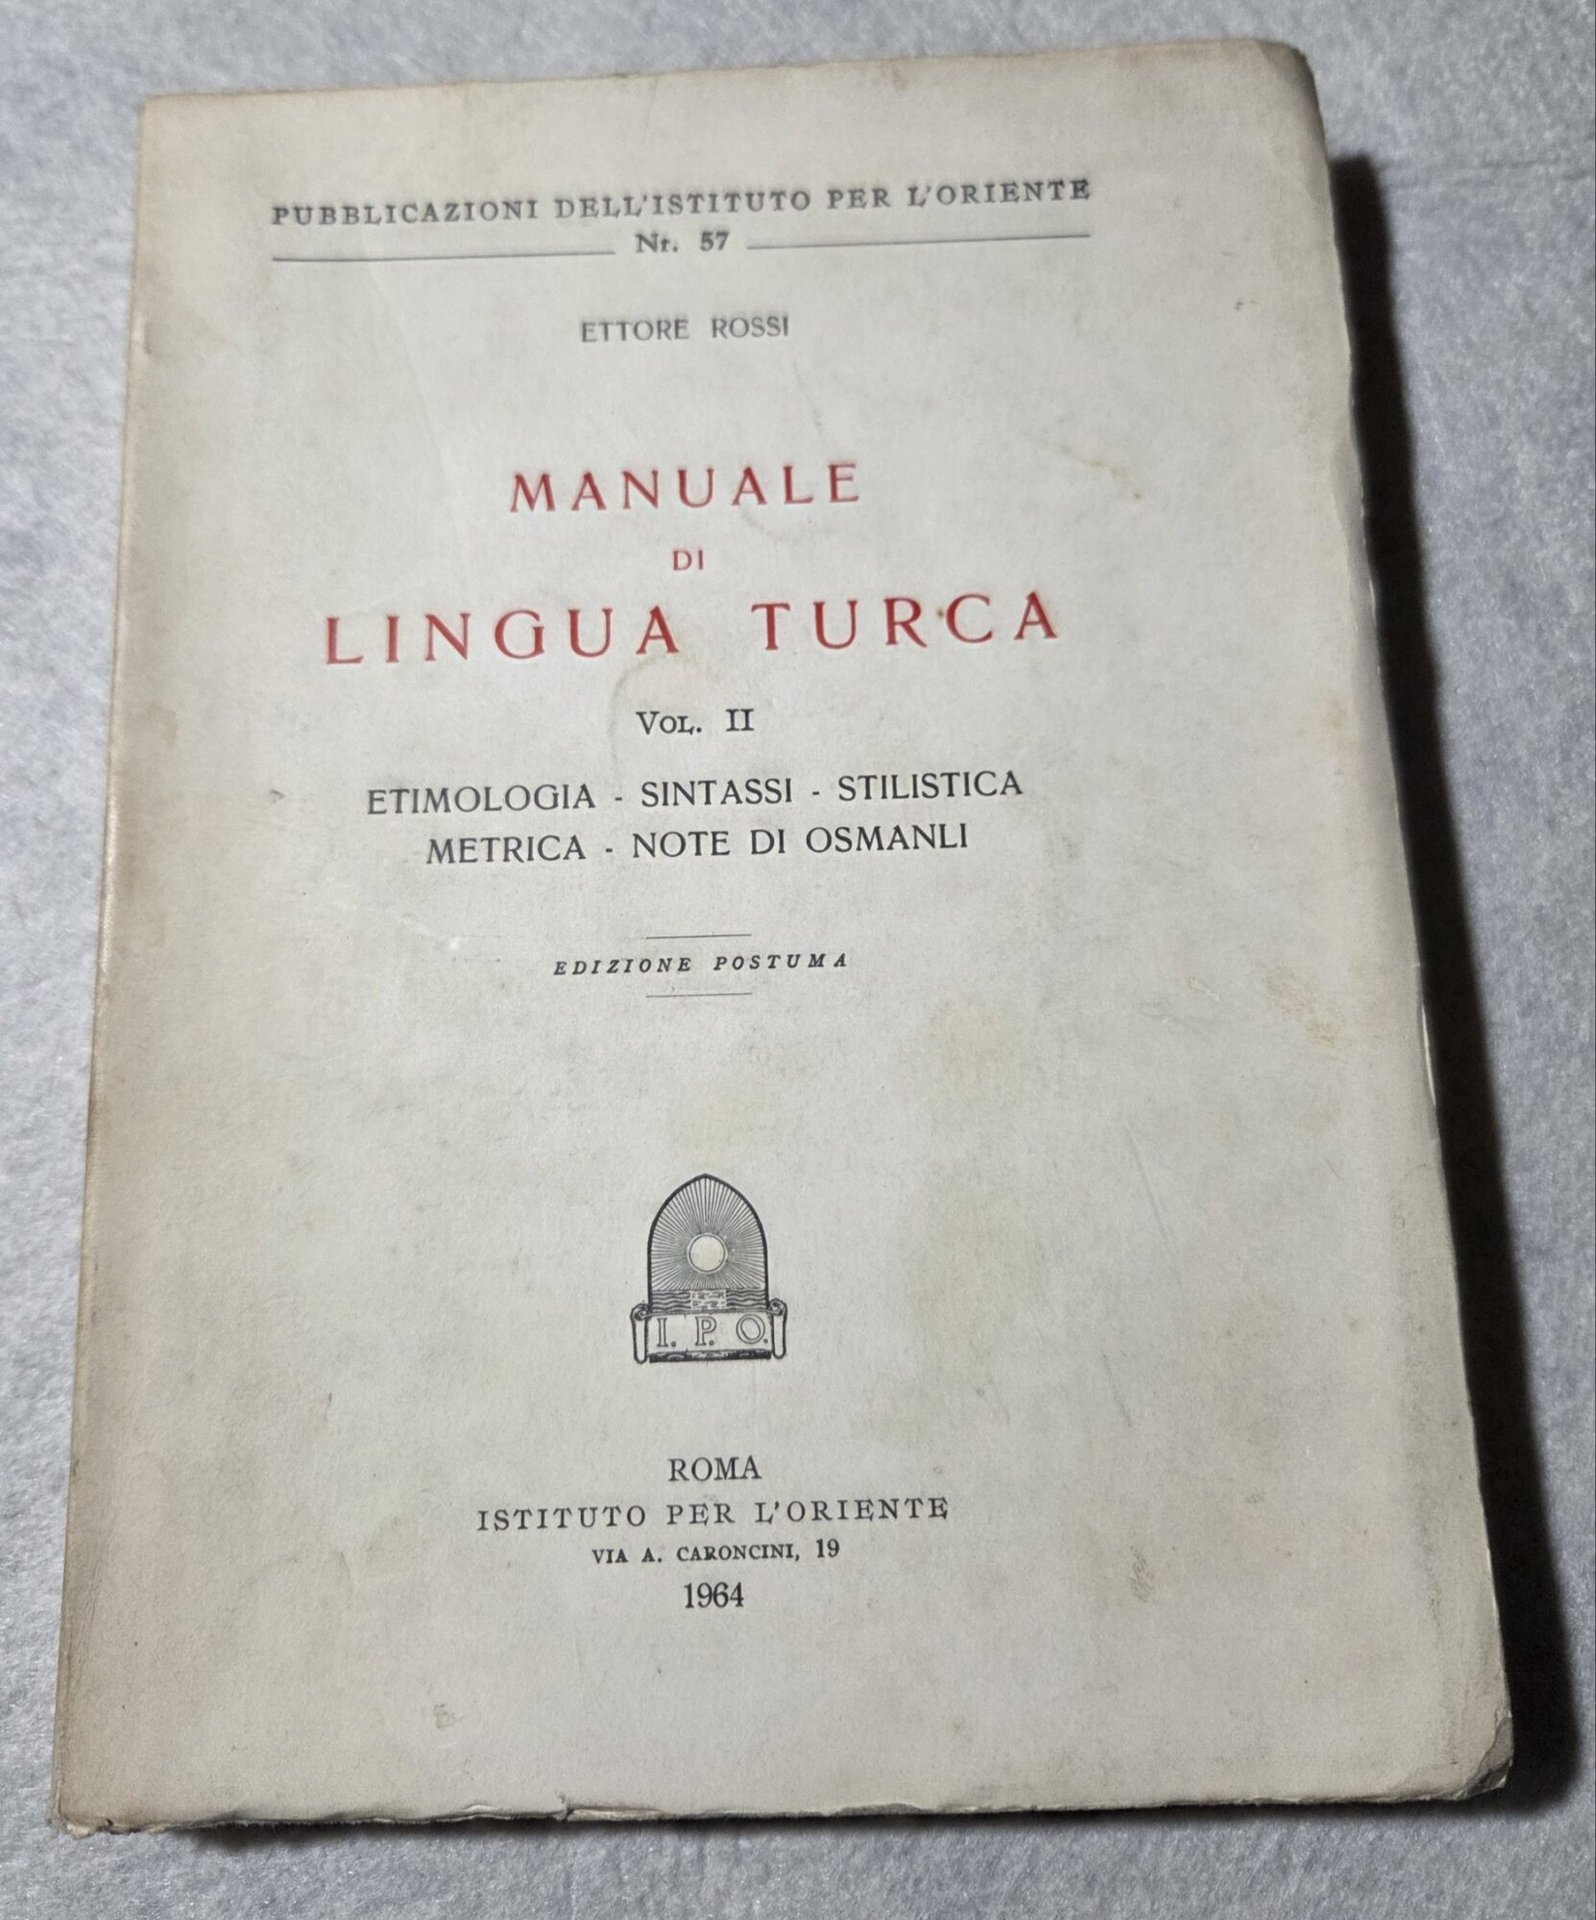 PUBBLICAZIONI DELL'ISTITUTO PER L'ORIENTE
Nr. 57
ETTORE ROSSI
MANUALE
DI
LINGUA TURCA
VOL. II
ETIMOLOGIA - SINTASSI - STILISTICA
METRICA - NOTE DI OSMANLI
EDIZIONE POSTUMA
I. P. O.
ROMA
ISTITUTO PER L'ORIENTE
VIA A. CARONCINI, 19
1964